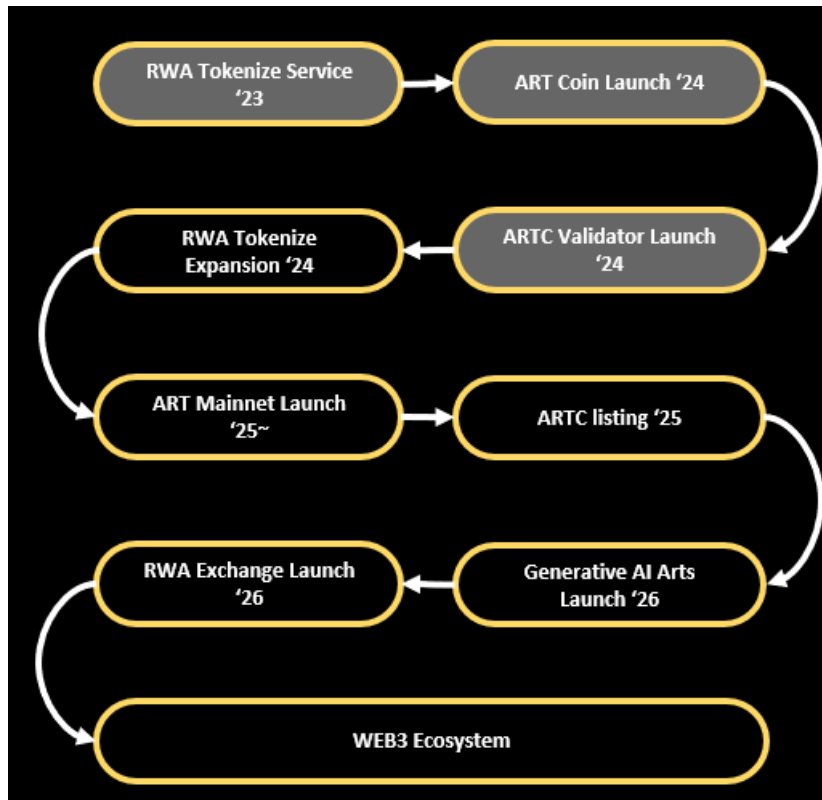 RWA Tokenize Service
‘23
ART Coin Launch ‘24
ARTC Validator Launch
‘24
RWA Tokenize
Expansion ‘24
ART Mainnet Launch
‘25~
ARTC listing ‘25
Generative AI Arts
Launch ‘26
RWA Exchange Launch
‘26
WEB3 Ecosystem